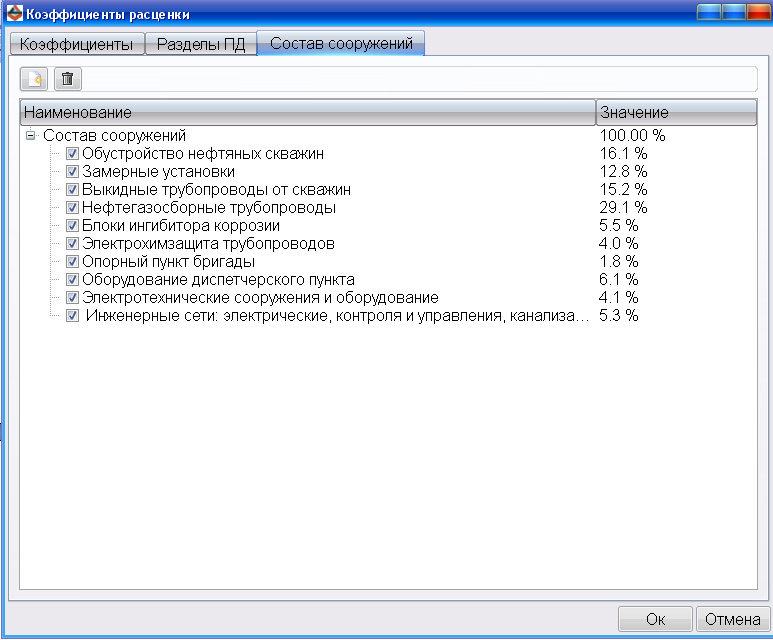 Коэффициенты расценки
Коэффициенты Разделы ПД Состав сооружений
Наименование Значение
Состав сооружений 100.00 %
Обустройство нефтяных скважин 16.1 %
Замерные установки 12.8 %
Выкидные трубопроводы от скважин 15.2 %
Нефтегазосборные трубопроводы 29.1 %
Блоки ингибитора коррозии 5.5 %
Электрохимзащита трубопроводов 4.0 %
Опорный пункт бригады 1.8 %
Оборудование диспетчерского пункта 6.1 %
Электротехнические сооружения и оборудование 4.1 %
Инженерные сети: электрические, контроля и управления, канализа... 5.3 %
Ок Отмена